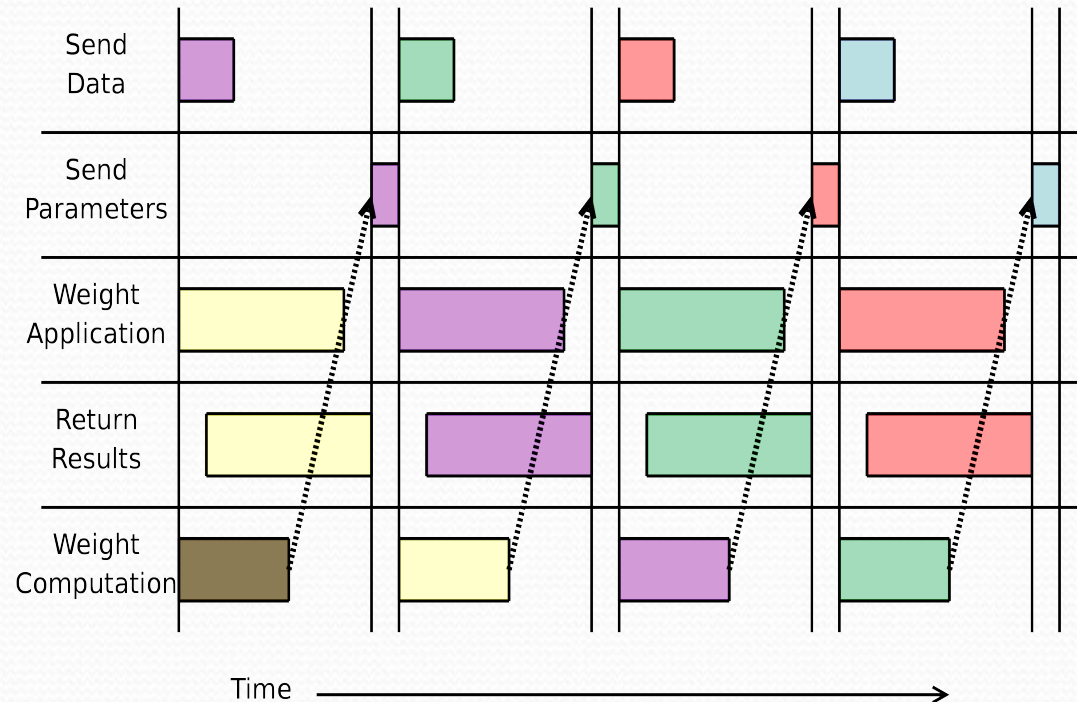 Send
Data
Send
Parameters
Weight
Application
Return
Results
Weight
Computation
Time